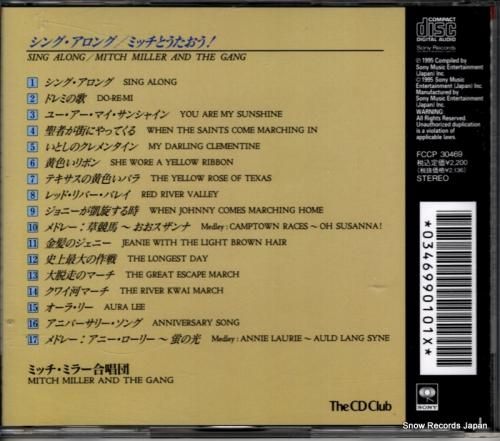 シング・アロング/ミッチとうたおう!
SING ALONG/MITCH MILLER AND THE GANG
1 シング・アロング SING ALONG
2 ドレミの歌 DO-RE-MI
3 ユー・アー・マイ・サンシャイン YOU ARE MY SUNSHINE
4 聖者が街にやってくる WHEN THE SAINTS COME MARCHING IN
5 いとしのクレメンタイン MY DARLING CLEMENTINE
6 黄色いリボン SHE WORE A YELLOW RIBBON
7 テキサスの黄色いバラ THE YELLOW ROSE OF TEXAS
8 レッド・リバー・バレイ RED RIVER VALLEY
9 ジョニーが凱旋する時 WHEN JOHNNY COMES MARCHING HOME
10 メドレー:草競馬～おおスザンナ Medley: CAMPTOWN RACES～OH SUSANNA!
11 金髪のジェニー JEANIE WITH THE LIGHT BROWN HAIR
12 史上最大の作戦 THE LONGEST DAY
13 大脱走のマーチ THE GREAT ESCAPE MARCH
14 クワイ河マーチ THE RIVER KWAI MARCH
15 オーラ・リー AURA LEE
16 アニバーサリー・ソング ANNIVERSARY SONG
17 メドレー:アニー・ローリー～蛍の光 Medley: ANNIE LAURIE～AULD LANG SYNE
ミッチ・ミラー合唱団
MITCH MILLER AND THE GANG
The CD Club
COMPACT
disc
DIGITAL AUDIO
Sony Records
Ⓟ1995 Compiled by
Sony Music Entertainment
(Japan) Inc.
©1995 Sony Music
Entertainment (Japan) Inc.
Manufactured by
Sony Music Entertainment
(Japan) Inc.
WARNING:
All Rights Reserved.
Unauthorized duplication
is a violation of
applicable laws.
FCCP 30469
税込定価¥2,200
(税抜価格¥2,136)
STEREO
*0346990101X*
SONY
Snow Records Japan
www.snowrecords.jp